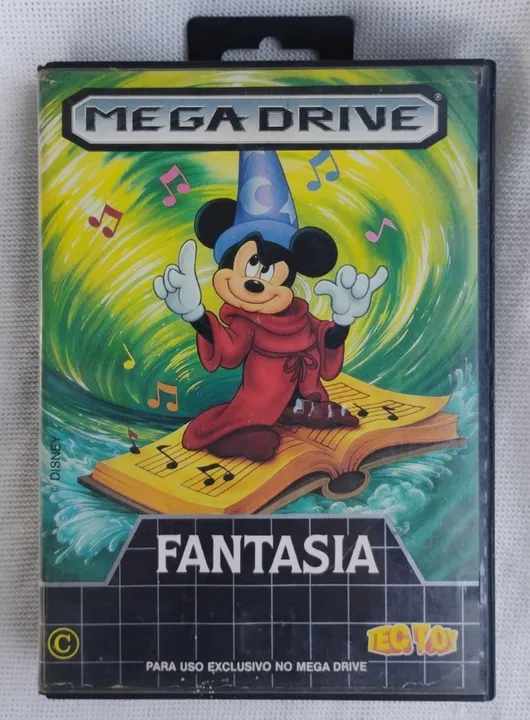 MEGA DRIVE ®
© DISNEY
FANTASIA
©
TEC TOY
PARA USO EXCLUSIVO NO MEGA DRIVE